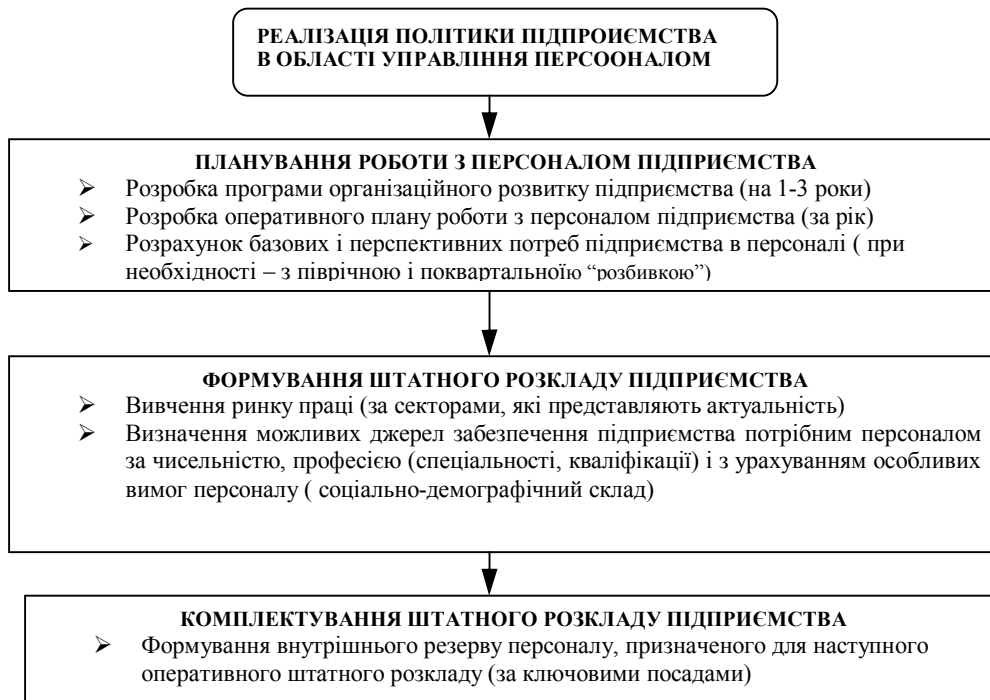 РЕАЛІЗАЦІЯ ПОЛІТИКИ ПІДПРОИЄМСТВА
В ОБЛАСТІ УПРАВЛІННЯ ПЕРСООНАЛОМ
ПЛАНУВАННЯ РОБОТИ З ПЕРСОНАЛОМ ПІДПРИЄМСТВА
➢ Розробка програми організаційного розвитку підприємства (на 1-3 роки)
➢ Розробка оперативного плану роботи з персоналом підприємства (за рік)
➢ Розрахунок базових і перспективних потреб підприємства в персоналі ( при
необхідності – з піврічною і поквартальноїю “розбивкою”)
ФОРМУВАННЯ ШТАТНОГО РОЗКЛАДУ ПІДПРИЄМСТВА
➢ Вивчення ринку праці (за секторами, які представляють актуальність)
➢ Визначення можливих джерел забезпечення підприємства потрібним персоналом
за чисельністю, професією (спеціальності, кваліфікації) і з урахуванням особливих
вимог персоналу ( соціально-демографічний склад)
КОМПЛЕКТУВАННЯ ШТАТНОГО РОЗКЛАДУ ПІДПРИЄМСТВА
➢ Формування внутрішнього резерву персоналу, призначеного для наступного
оперативного штатного розкладу (за ключовими посадами)